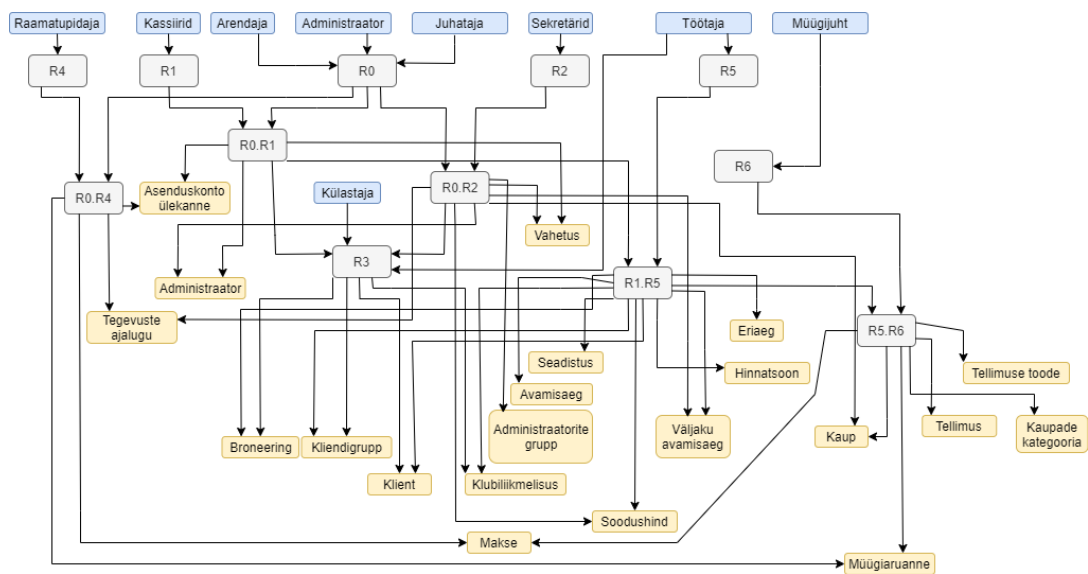 Raamatupidaja
Kassiirid
Arendaja
Administraator
Juhataja
Sekretärid
Töötaja
Müügijuht
R4
R1
R0
R2
R5
R0.R1
R6
R0.R4
Asenduskonto
ülekanne
R0.R2
Külastaja
Vahetus
R3
R1.R5
Administraator
Tegevuste
ajalugu
Eriaeg
R5.R6
Seadistus
Hinnatsoon
Tellimuse toode
Avamisaeg
Broneering
Kliendigrupp
Administraatorite
grupp
Väljaku
avamisaeg
Kaup
Tellimus
Kaupade
kategooria
Klient
Klubiliikmelisus
Soodushind
Makse
Müügiaruanne